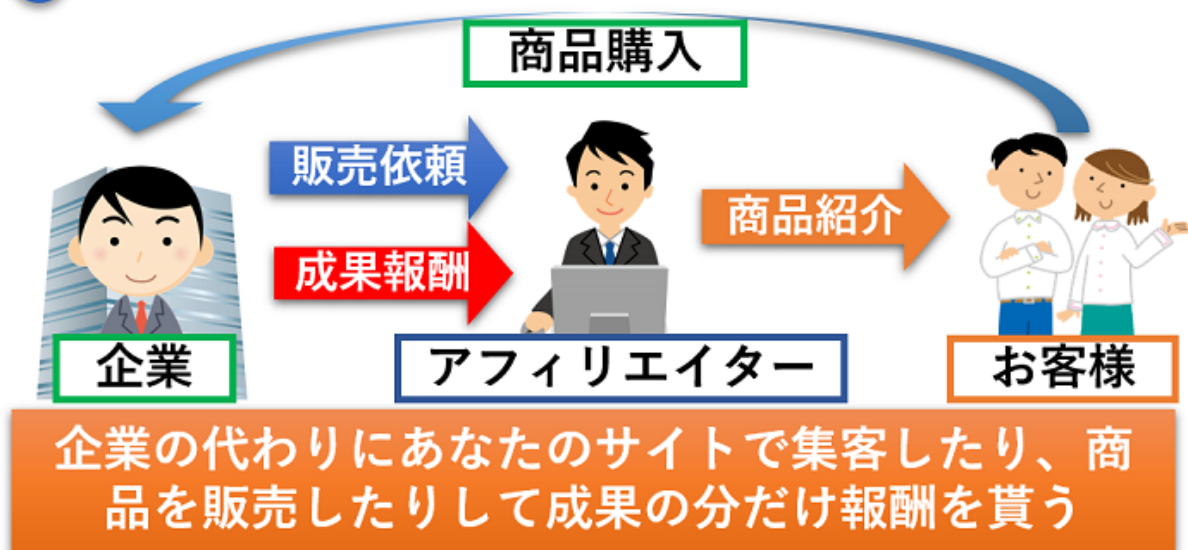 商品購入
販売依頼
成果報酬
商品紹介
企業
アフィリエイター
お客様
企業の代わりにあなたのサイトで集客したり、商
品を販売したりして成果の分だけ報酬を貰う